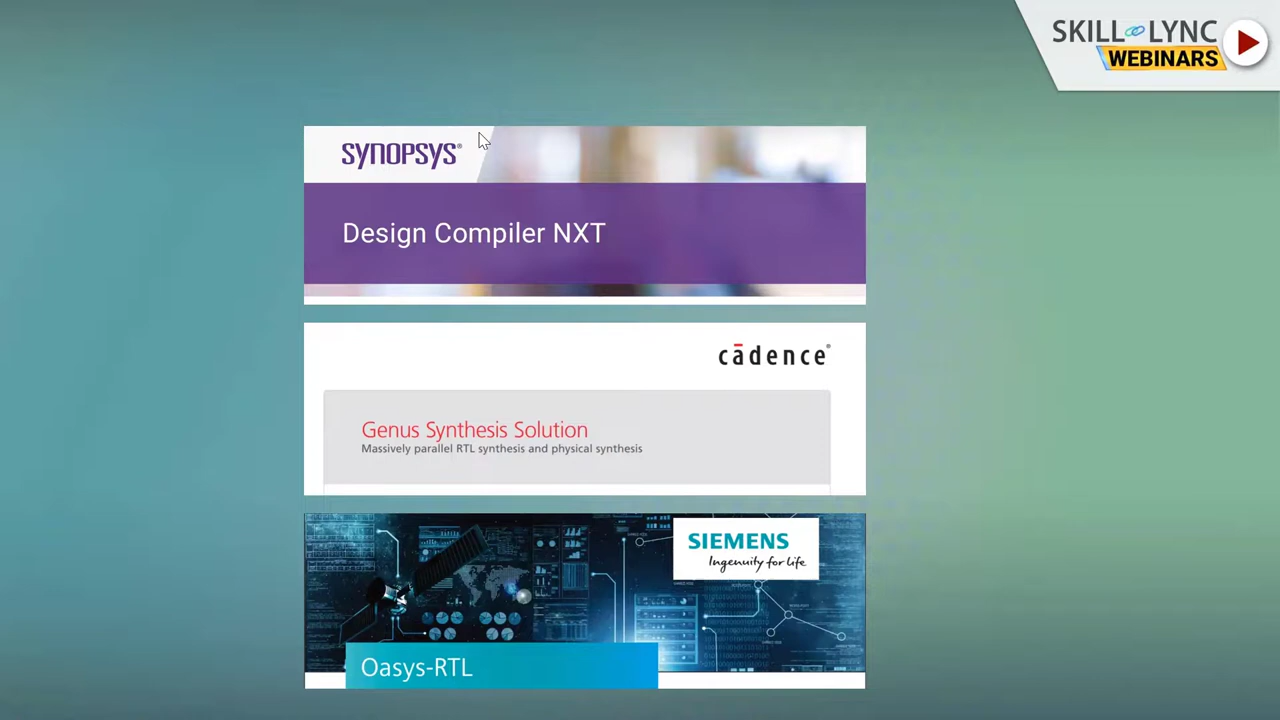 SKILL LYNC
WEBINARS
SYNOPSYS®
Design Compiler NXT
cādence®
Genus Synthesis Solution
Massively parallel RTL synthesis and physical synthesis
SIEMENS
Ingenuity for life
Oasys-RTL